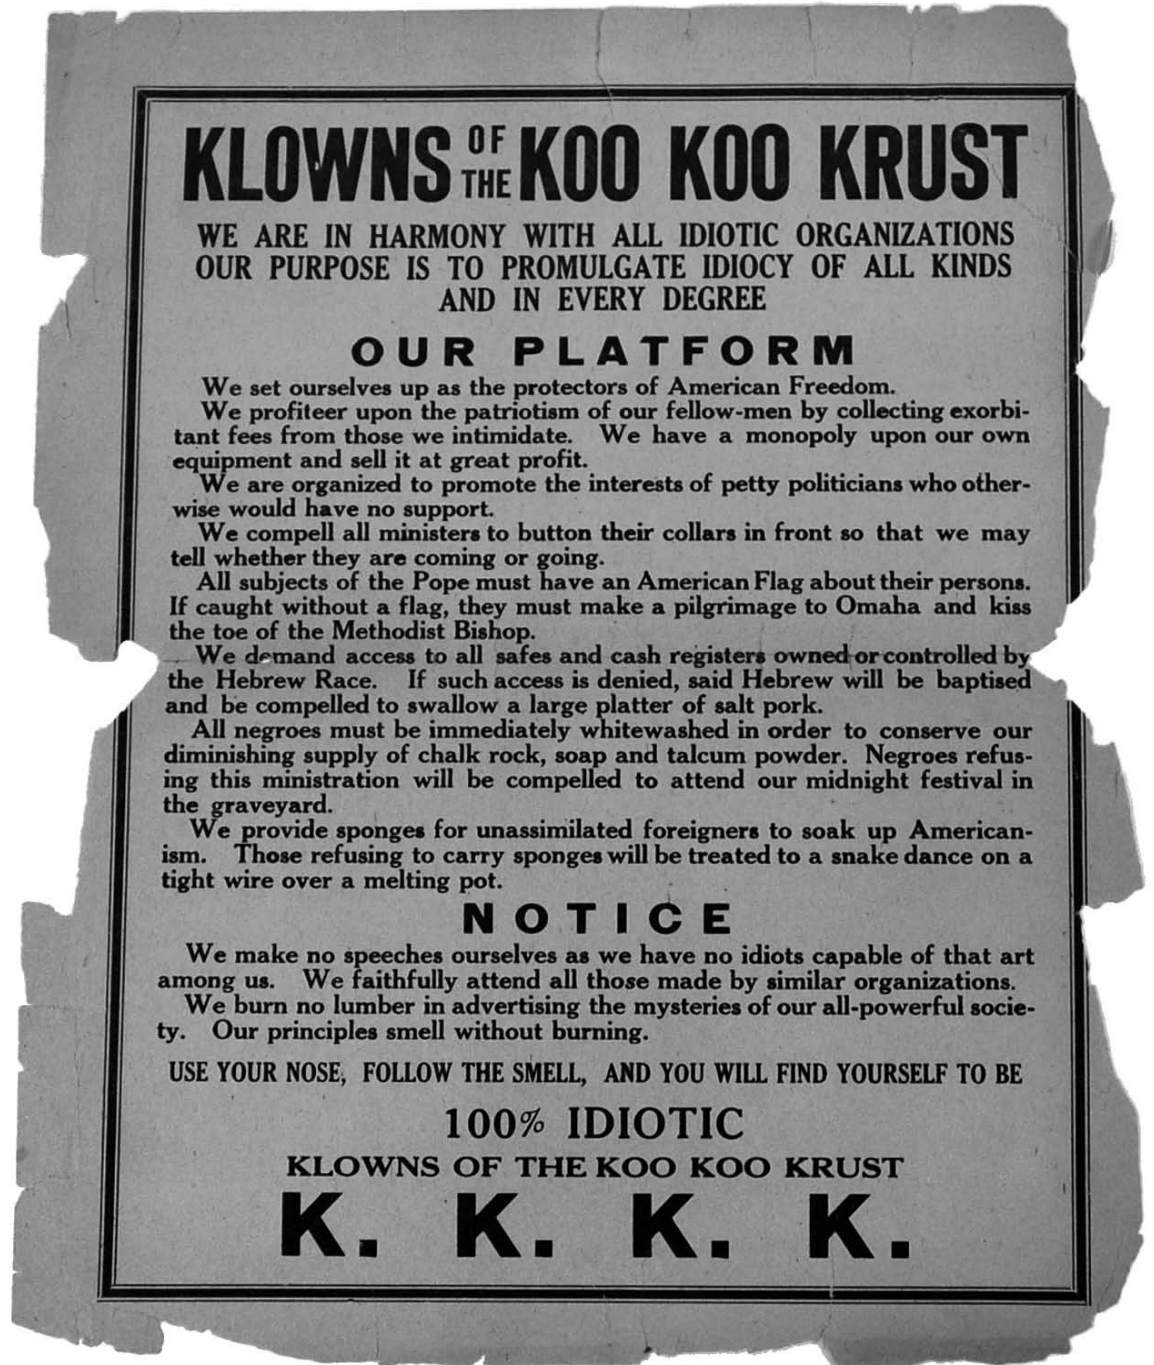 KLOWNS OF THE KOO KOO KRUST
WE ARE IN HARMONY WITH ALL IDIOTIC ORGANIZATIONS
OUR PURPOSE IS TO PROMULGATE IDIOCY OF ALL KINDS
AND IN EVERY DEGREE
OUR PLATFORM
We set ourselves up as the protectors of American Freedom.
We profiteer upon the patriotism of our fellow-men by collecting exorbi-
tant fees from those we intimidate. We have a monopoly upon our own
equipment and sell it at great profit.
We are organized to promote the interests of petty politicians who other-
wise would have no support.
We compell all ministers to button their collars in front so that we may
tell whether they are coming or going.
All subjects of the Pope must have an American Flag about their persons.
If caught without a flag, they must make a pilgrimage to Omaha and kiss
the toe of the Methodist Bishop.
We demand access to all safes and cash registers owned or controlled by
the Hebrew Race. If such access is denied, said Hebrew will be baptised
and be compelled to swallow a large platter of salt pork.
All negroes must be immediately whitewashed in order to conserve our
diminishing supply of chalk rock, soap and talcum powder. Negroes refus-
ing this ministration will be compelled to attend our midnight festival in
the graveyard.
We provide sponges for unassimilated foreigners to soak up American-
ism. Those refusing to carry sponges will be treated to a snake dance on a
tight wire over a melting pot.
NOTICE
We make no speeches ourselves as we have no idiots capable of that art
among us. We faithfully attend all those made by similar organizations.
We burn no lumber in advertising the mysteries of our all-powerful socie-
ty. Our principles smell without burning.
USE YOUR NOSE, FOLLOW THE SMELL, AND YOU WILL FIND YOURSELF TO BE
100% IDIOTIC
KLOWNS OF THE KOO KOO KRUST
K. K. K. K.